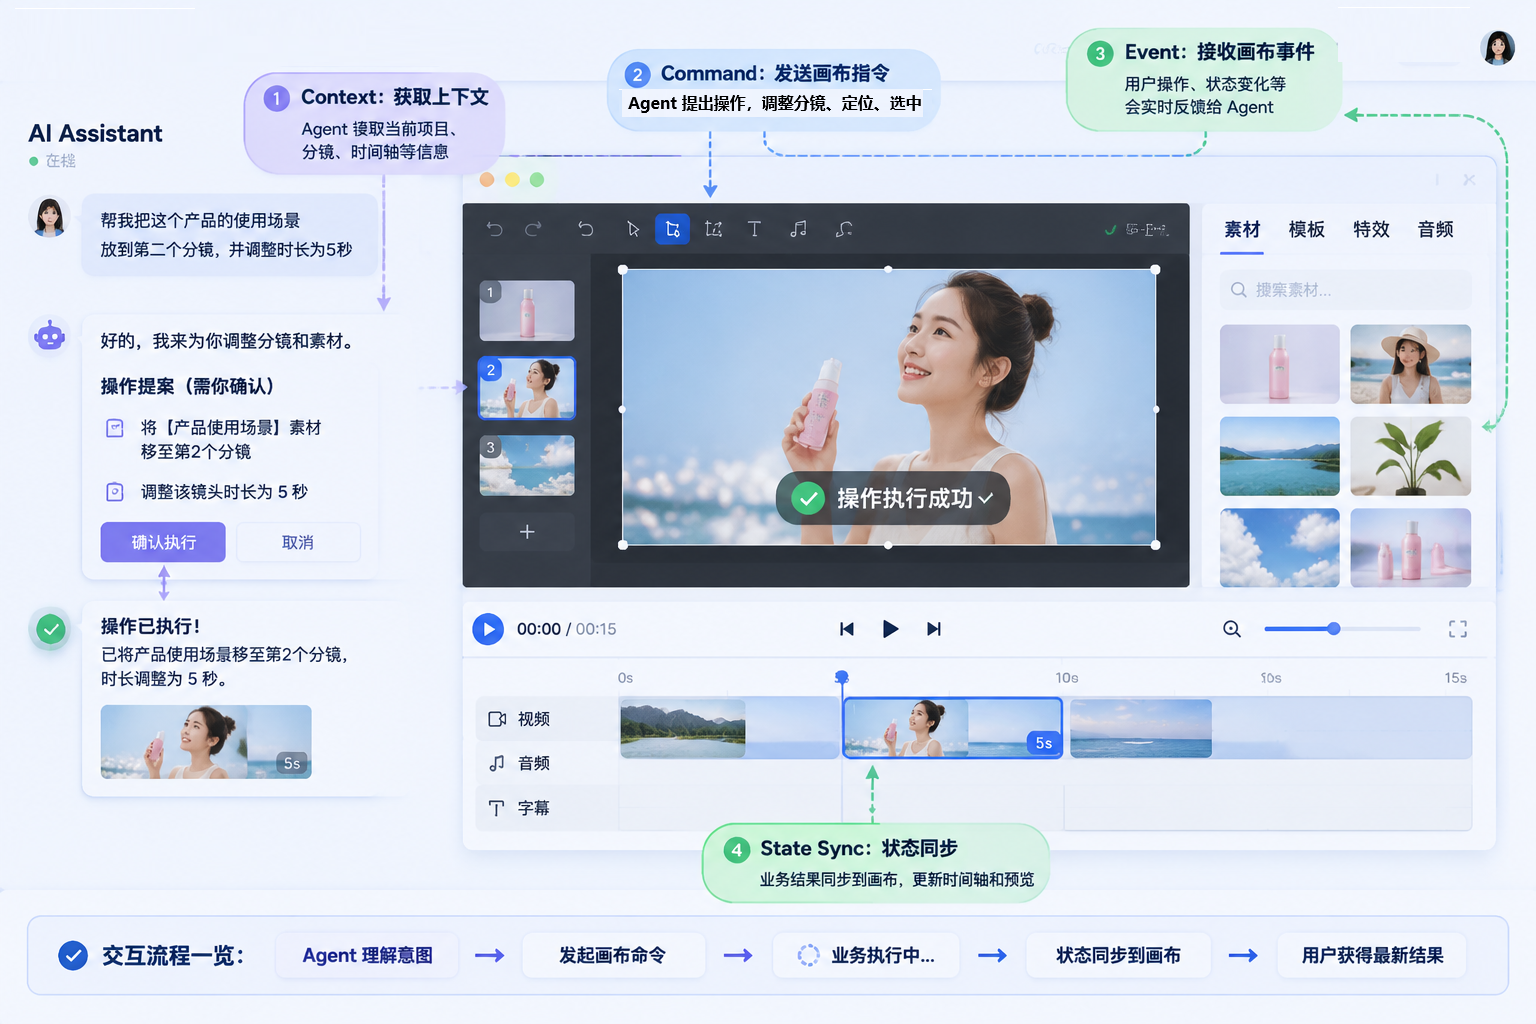 1 Context：获取上下文
Agent 获取当前项目、
分镜、时间轴等信息
2 Command：发送画布指令
Agent 提出操作，调整分镜、定位、选中
3 Event：接收画布事件
用户操作、状态变化等
会实时反馈给 Agent
AI Assistant
帮我把这个产品的使用场景
放到第二个分镜，并调整时长为5秒
好的，我来为你调整分镜和素材。
操作提案（需你确认）
将【产品使用场景】素材
移至第2个分镜
调整该镜头时长为 5 秒
确认执行
取消
操作已执行！
已将产品使用场景移至第2个分镜，
时长调整为 5 秒。
5s
1
2
3
操作执行成功
素材
模板
特效
音频
搜索素材...
00:00 / 00:15
0s
10s
15s
视频
5s
音频
字幕
4 State Sync：状态同步
业务结果同步到画布，更新时间轴和预览
交互流程一览：
Agent 理解意图
发起画布命令
业务执行中...
状态同步到画布
用户获得最新结果